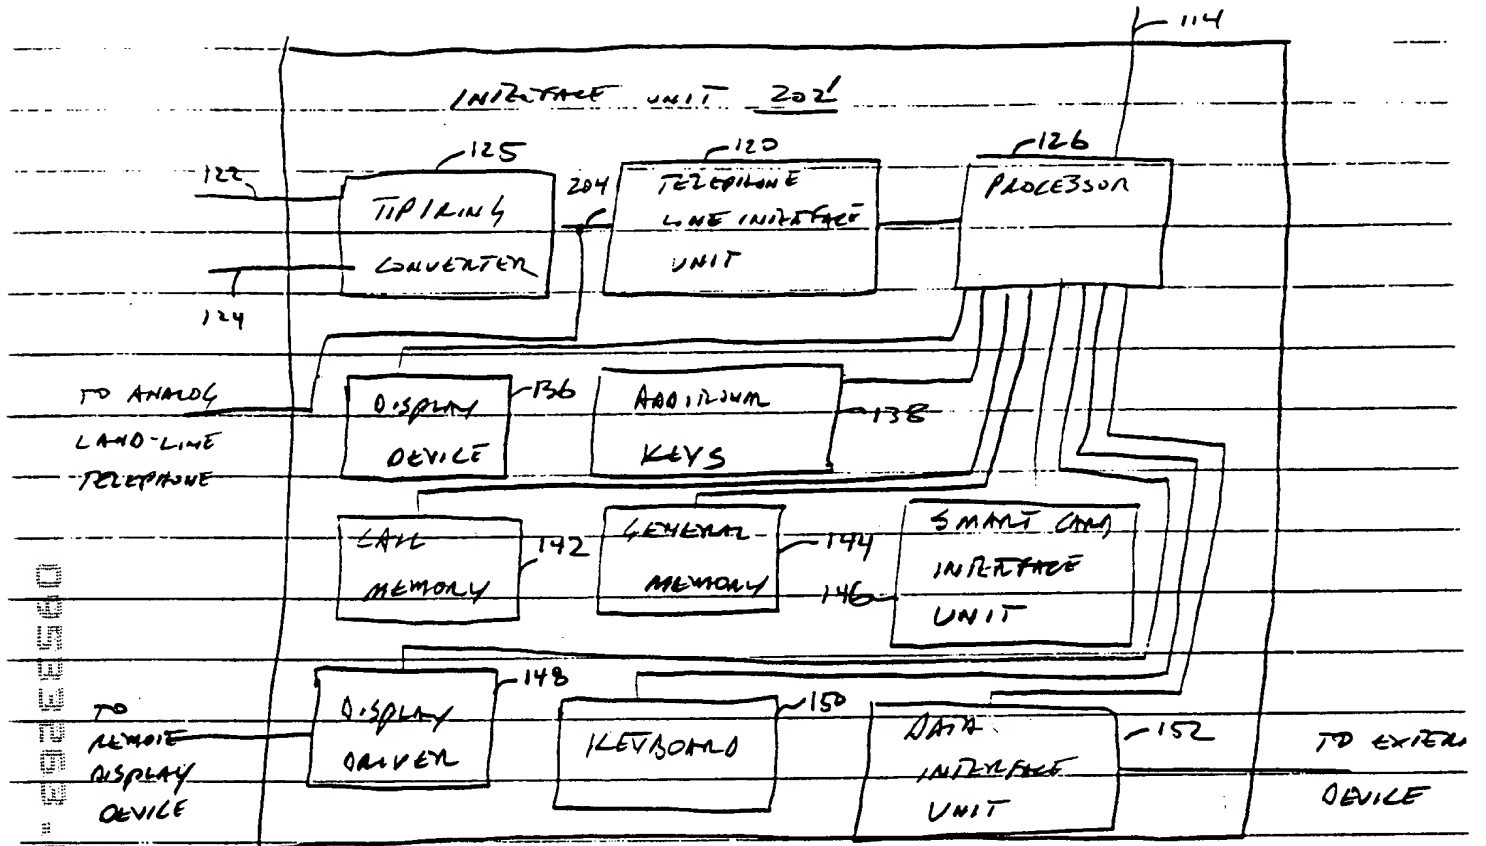 114
INTERFACE UNIT 202'
122
125
TIP/RING
CONVERTER
204
120
TELEPHONE
LINE INTERFACE
UNIT
126
PROCESSOR
124
TO ANALOG
LAND-LINE
TELEPHONE
136
DISPLAY
DEVICE
ADDITIONAL
KEYS
138
CALL
MEMORY
142
GENERAL
MEMORY
144
146
SMART CARD
INTERFACE
UNIT
148
TO
REMOTE
DISPLAY
DEVICE
DISPLAY
DRIVER
150
KEYBOARD
DATA
INTERFACE
UNIT
152
TO EXTERN
DEVICE